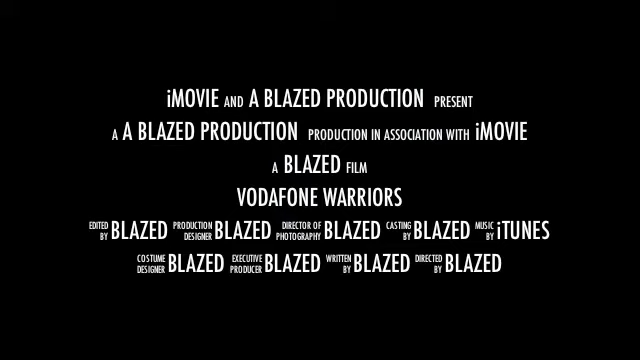 iMOVIE AND A BLAZED PRODUCTION PRESENT
A A BLAZED PRODUCTION PRODUCTION IN ASSOCIATION WITH iMOVIE
A BLAZED FILM
VODAFONE WARRIORS
EDITED BY BLAZED PRODUCTION DESIGNER BLAZED DIRECTOR OF PHOTOGRAPHY BLAZED CASTING BY BLAZED MUSIC BY iTUNES
COSTUME DESIGNER BLAZED EXECUTIVE PRODUCER BLAZED WRITTEN BY BLAZED DIRECTED BY BLAZED